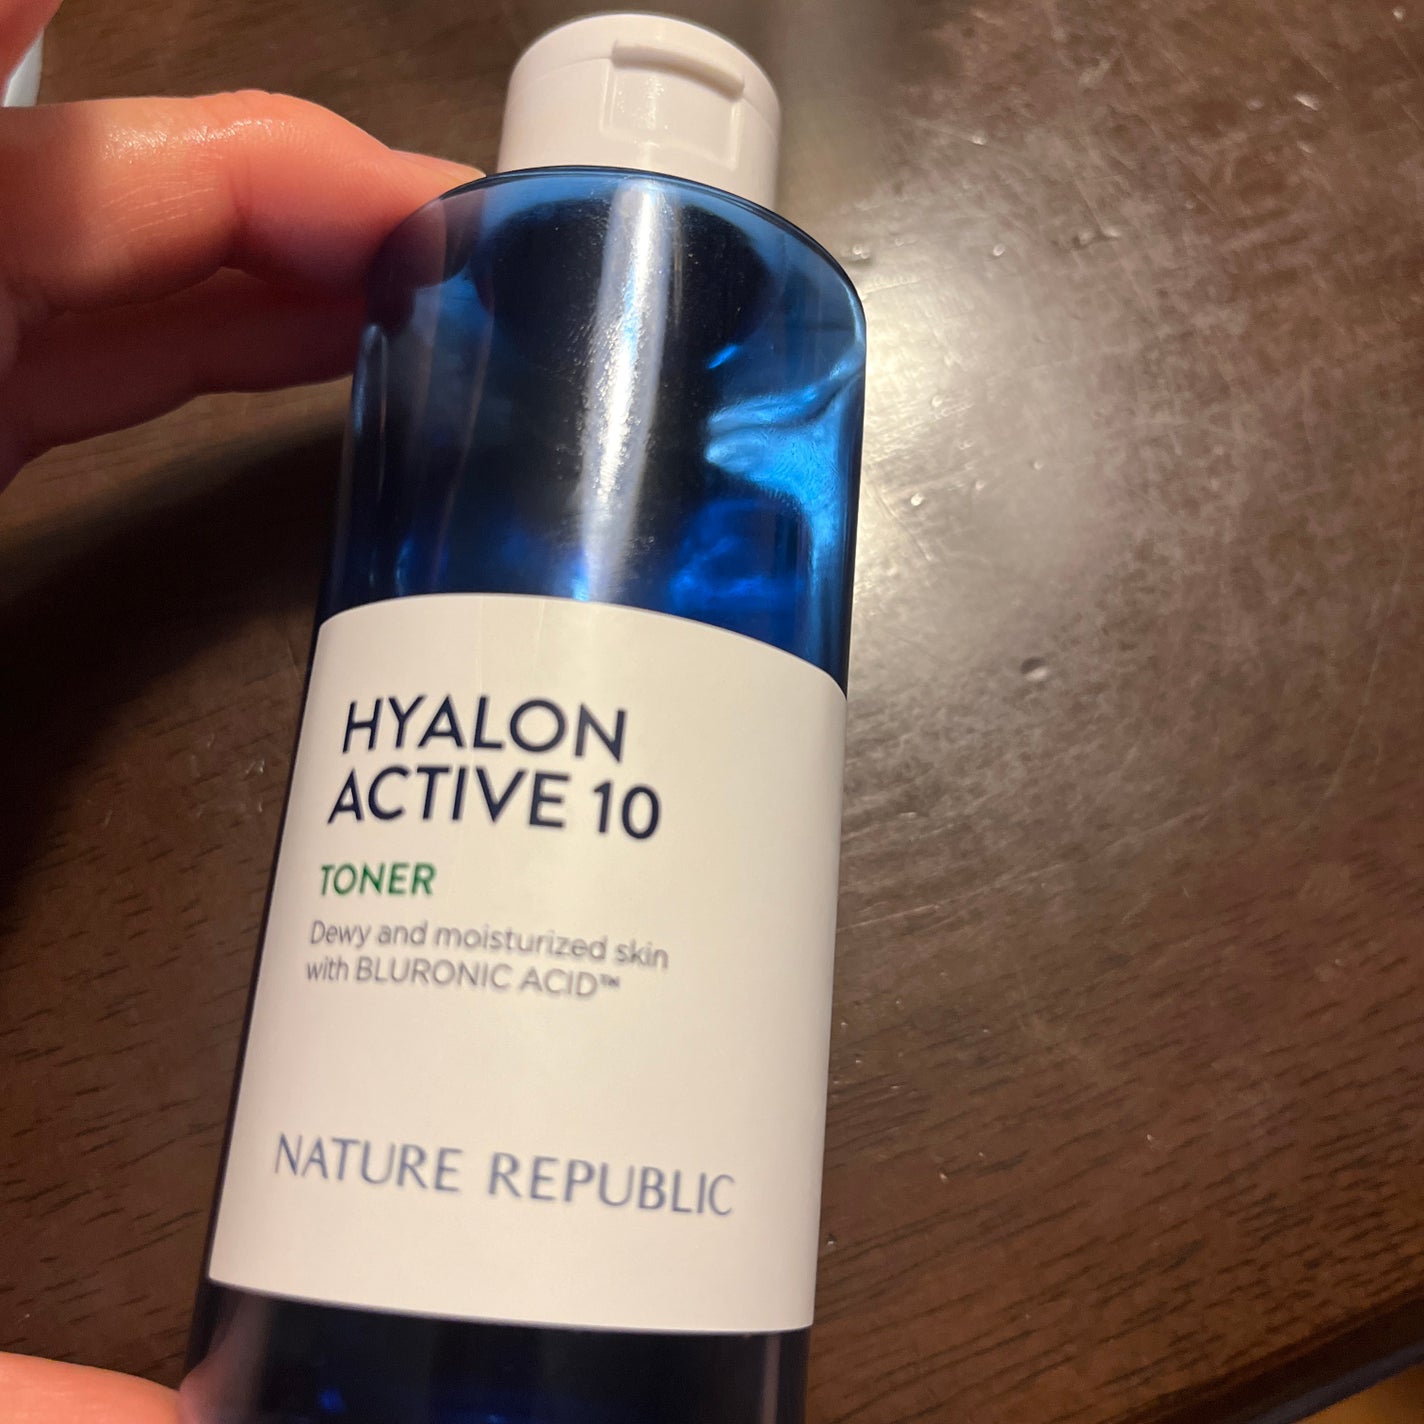 HYALON
ACTIVE 10
TONER
Dewy and moisturized skin
with BLURONIC ACID™
NATURE REPUBLIC